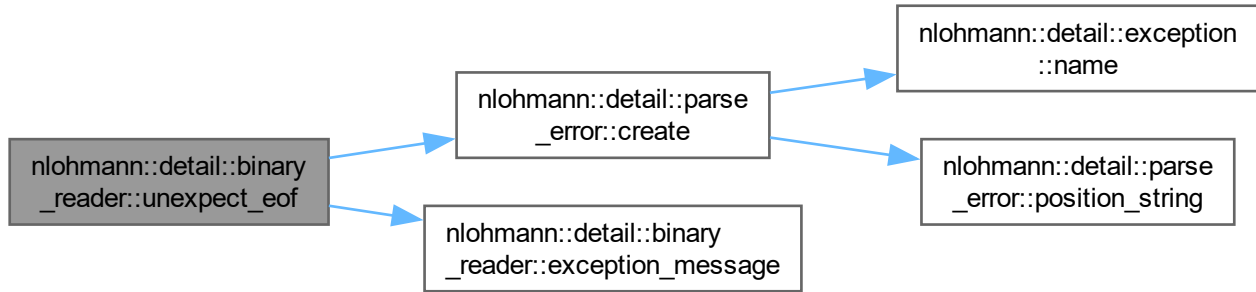 nlohmann::detail::binary
_reader::unexpect_eof
nlohmann::detail::parse
_error::create
nlohmann::detail::exception
::name
nlohmann::detail::parse
_error::position_string
nlohmann::detail::binary
_reader::exception_message